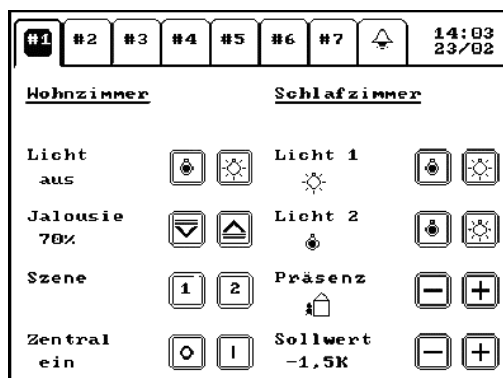 #1 #2 #3 #4 #5 #6 #7 14:03
23/02
Wohnzimmer Schlafzimmer
Licht Licht 1
aus
Jalousie Licht 2
70%
Szene 1 2 Präsenz − +
Zentral O I Sollwert − +
ein −1,5K